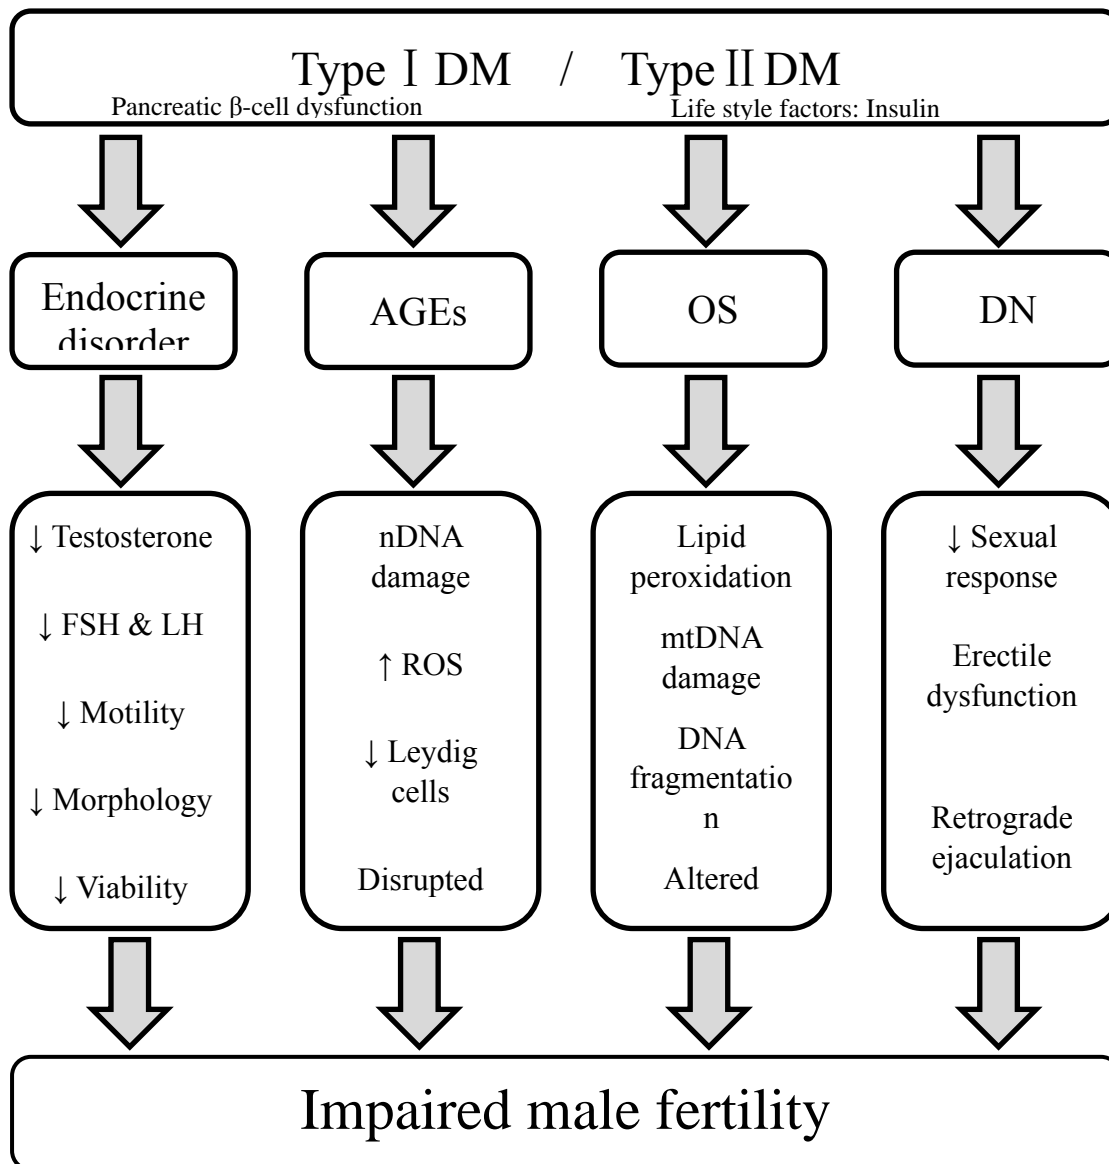 Type Ⅰ DM / Type Ⅱ DM
Pancreatic β-cell dysfunction
Life style factors: Insulin
Endocrine
disorder
AGEs
OS
DN
↓ Testosterone
↓ FSH & LH
↓ Motility
↓ Morphology
↓ Viability
nDNA
damage
↑ ROS
↓ Leydig
cells
Disrupted
Lipid
peroxidation
mtDNA
damage
DNA
fragmentatio
n
Altered
↓ Sexual
response
Erectile
dysfunction
Retrograde
ejaculation
Impaired male fertility